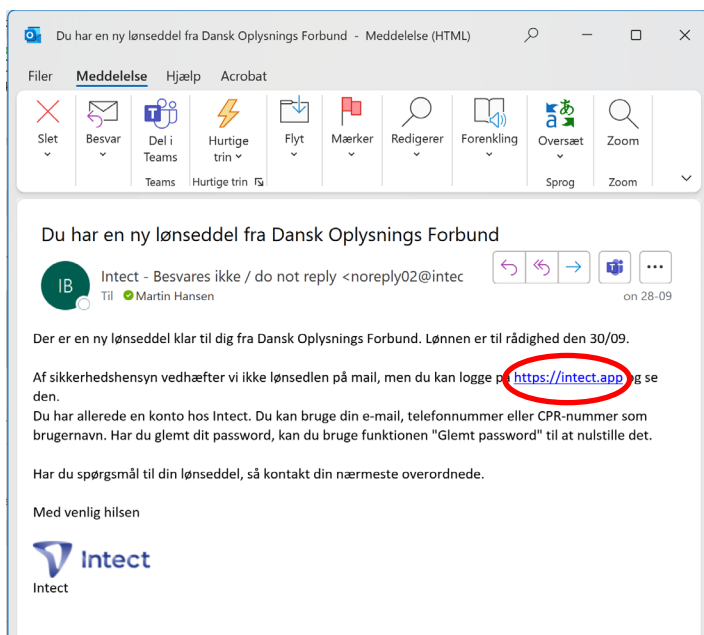 Du har en ny lønseddel fra Dansk Oplysnings Forbund - Meddelelse (HTML)
Filer Meddelelse Hjælp Acrobat
Slet Besvar Del i Teams Hurtige trin Flyt Mærker Redigerer Forenkling Oversæt Zoom
Teams Hurtige trin Sprog Zoom
Du har en ny lønseddel fra Dansk Oplysnings Forbund
IB
Intect - Besvares ikke / do not reply <noreply02@intec
Til Martin Hansen
on 28-09
Der er en ny lønseddel klar til dig fra Dansk Oplysnings Forbund. Lønnen er til rådighed den 30/09.
Af sikkerhedshensyn vedhæfter vi ikke lønsedlen på mail, men du kan logge på https://intect.app og se
den.
Du har allerede en konto hos Intect. Du kan bruge din e-mail, telefonnummer eller CPR-nummer som
brugernavn. Har du glemt dit password, kan du bruge funktionen "Glemt password" til at nulstille det.
Har du spørgsmål til din lønseddel, så kontakt din nærmeste overordnede.
Med venlig hilsen
Intect
Intect